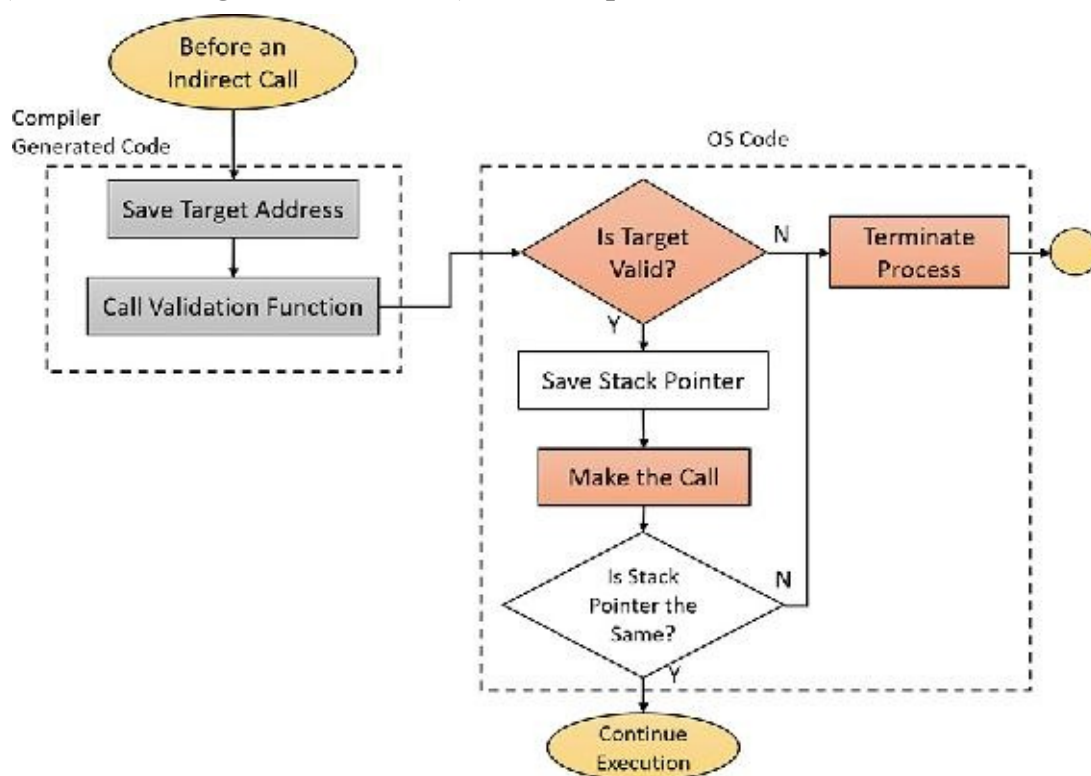 Before an
Indirect Call
Compiler
Generated Code
Save Target Address
Call Validation Function
OS Code
Is Target
Valid?
N
Terminate
Process
Y
Save Stack Pointer
Make the Call
Is Stack
Pointer the
Same?
N
Y
Continue
Execution